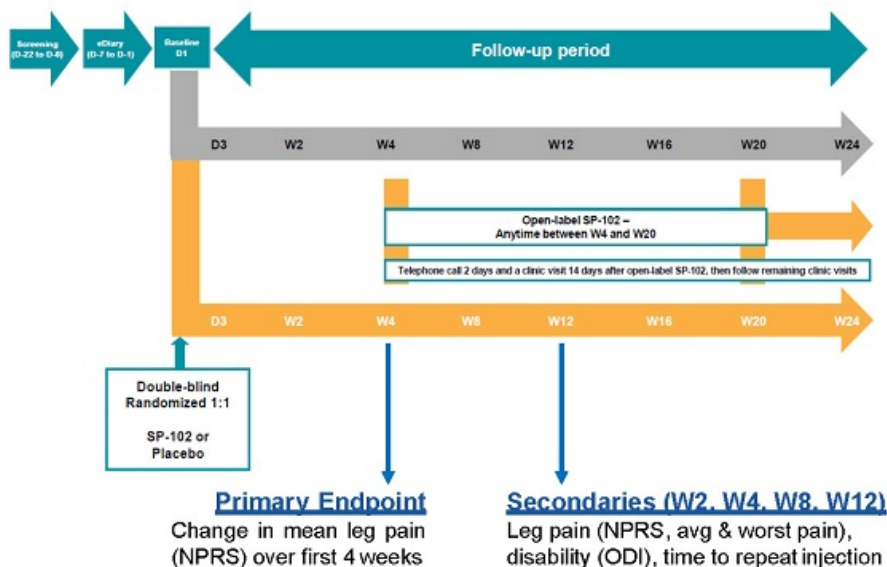 Screening
(D-22 to D-8)
eDiary
(D-7 to D-1)
Baseline
D1
Follow-up period
D3 W2 W4 W8 W12 W16 W20 W24
Open-label SP-102 –
Anytime between W4 and W20
Telephone call 2 days and a clinic visit 14 days after open-label SP-102, then follow remaining clinic visits
D3 W2 W4 W8 W12 W16 W20 W24
Double-blind
Randomized 1:1
SP-102 or
Placebo
Primary Endpoint
Change in mean leg pain
(NPRS) over first 4 weeks
Secondaries (W2, W4, W8, W12)
Leg pain (NPRS, avg & worst pain),
disability (ODI), time to repeat injection